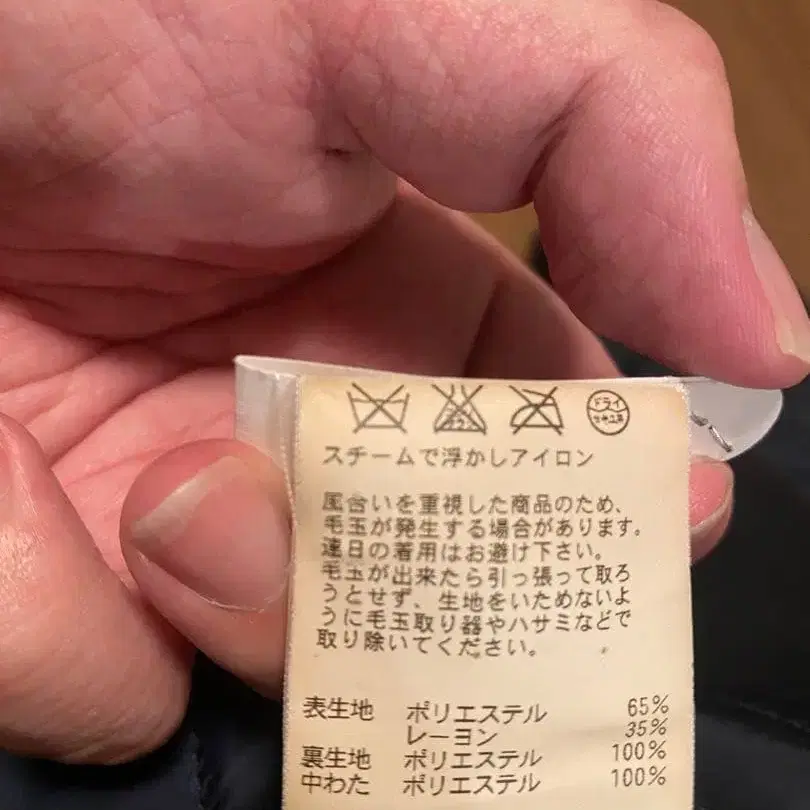 ドライ
セキユ系
スチームで浮かしアイロン
風合いを重視した商品のため、
毛玉が発生する場合があります。
連日の着用はお避け下さい。
毛玉が出来たら引っ張って取ろ
うとせず、生地をいためないよ
うに毛玉取り器やハサミなどで
取り除いてください。
表生地 ポリエステル 65%
レーヨン 35%
裏生地 ポリエステル 100%
中わた ポリエステル 100%